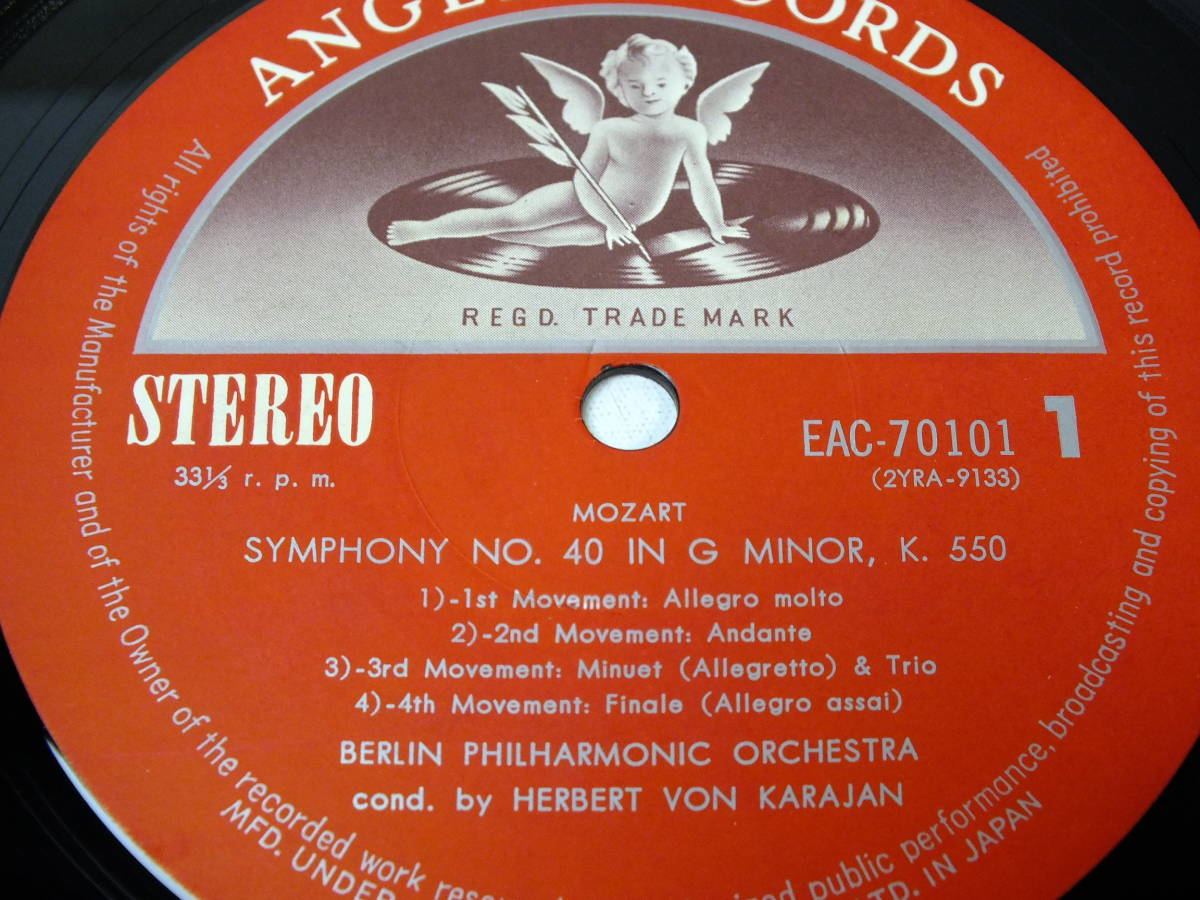 REGD. TRADE MARK
STEREO
33⅓ r. p. m.
EAC-70101 1
(2YRA-9133)
MOZART
SYMPHONY NO. 40 IN G MINOR, K. 550
1)-1st Movement: Allegro molto
2)-2nd Movement: Andante
3)-3rd Movement: Minuet (Allegretto) & Trio
4)-4th Movement: Finale (Allegro assai)
BERLIN PHILHARMONIC ORCHESTRA
cond. by HERBERT VON KARAJAN
All rights of the Manufacturer and of the Owner of the recorded work
public performance, broadcasting and copying of this record prohibited
MFD. UNDER
LTD. IN JAPAN